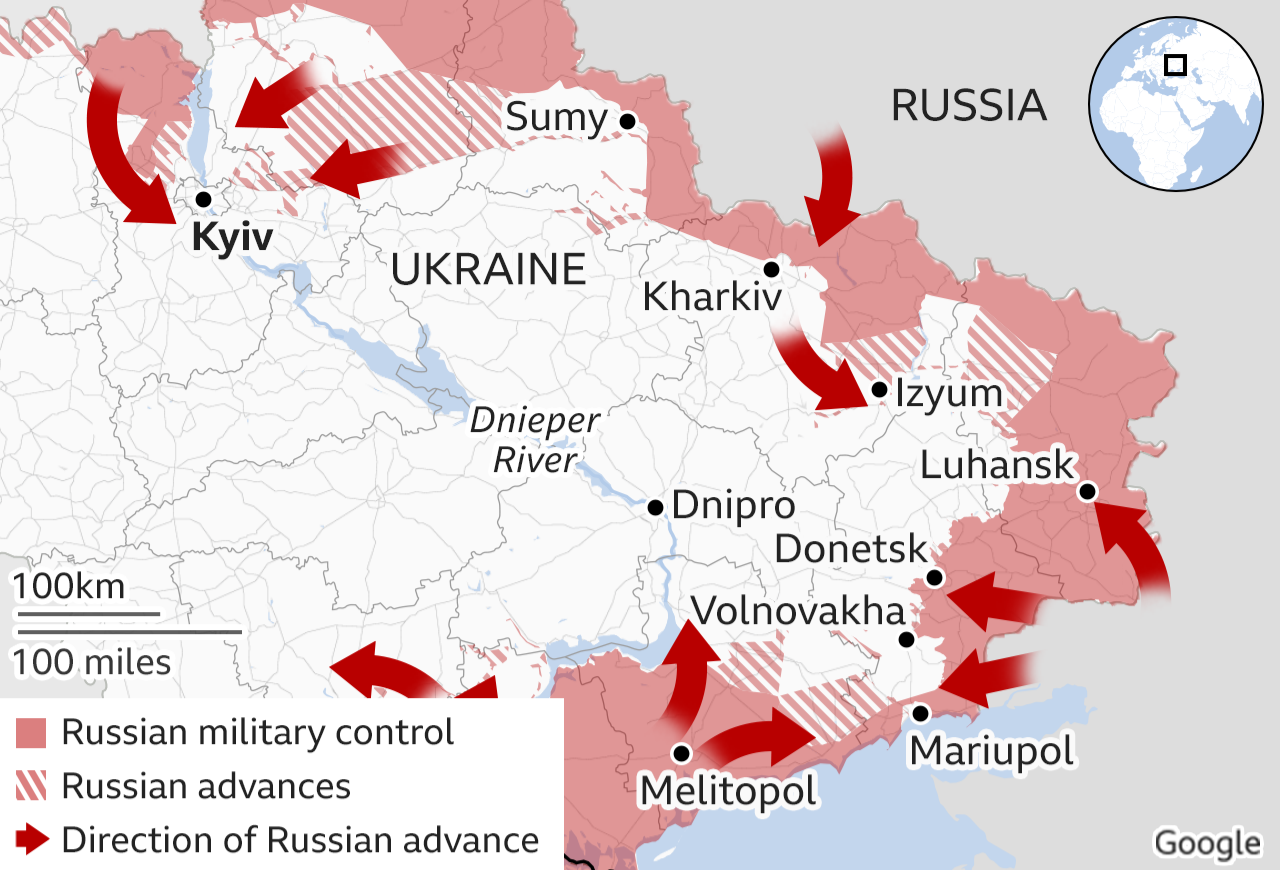 RUSSIA
Sumy
Kyiv
UKRAINE
Kharkiv
Izyum
Dnieper
River
Luhansk
Dnipro
Donetsk
100km
Volnovakha
100 miles
Russian military control
Mariupol
Russian advances
Melitopol
Direction of Russian advance
Google